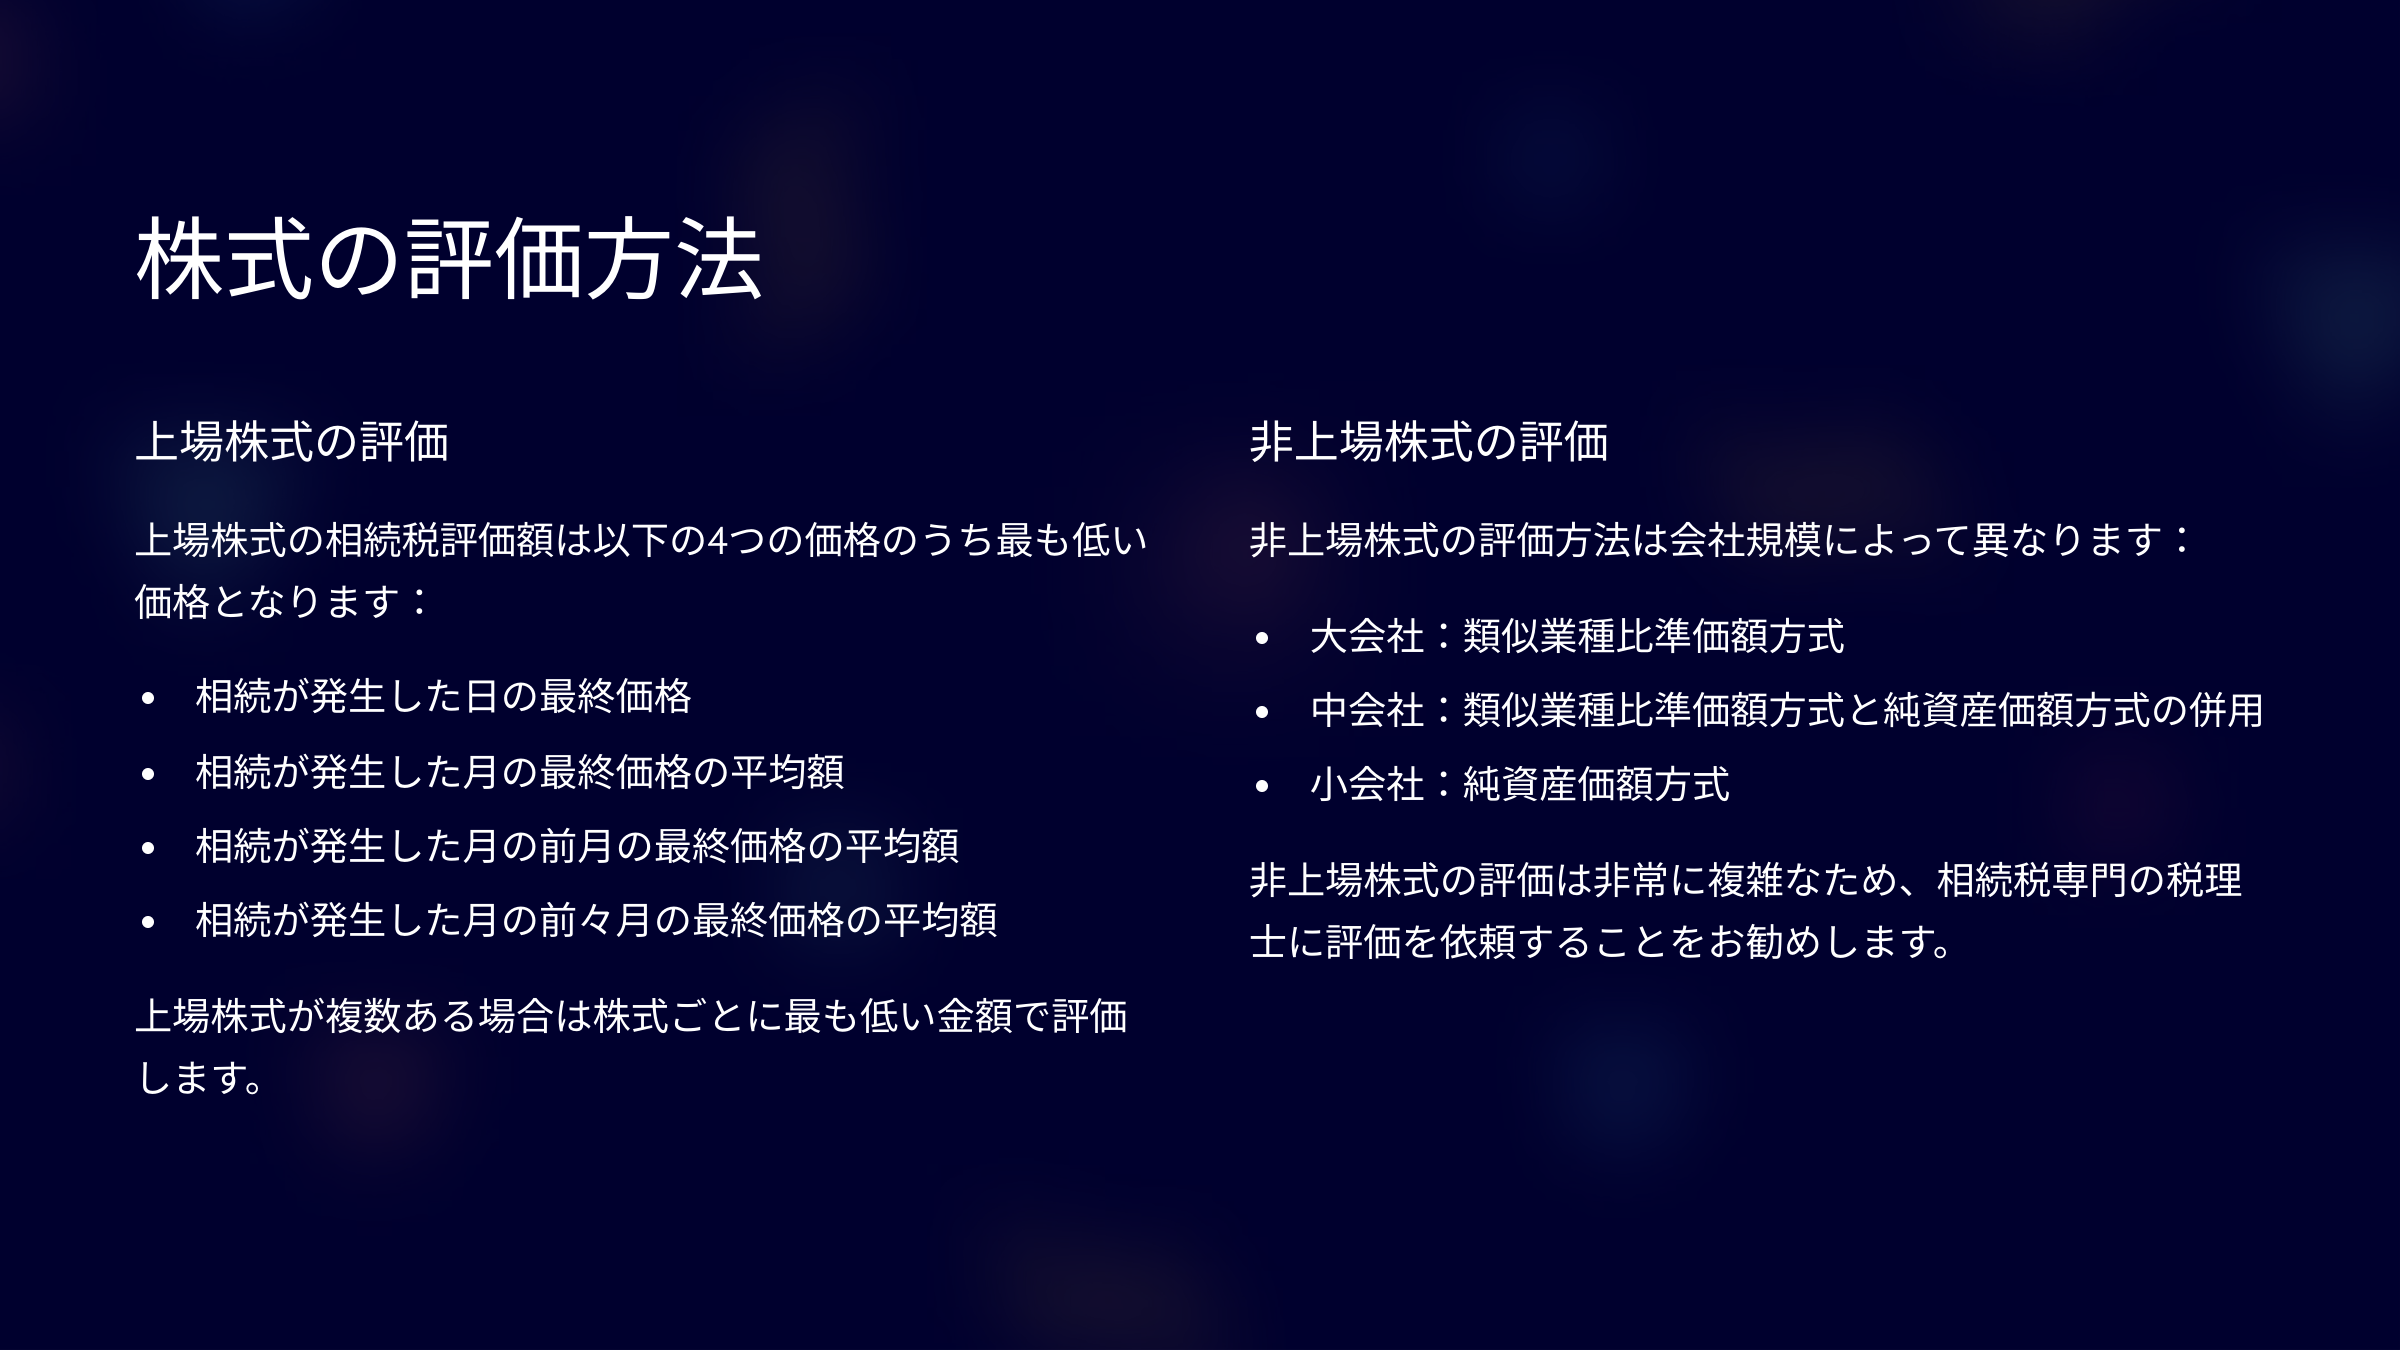 株式の評価方法
上場株式の評価
上場株式の相続税評価額は以下の4つの価格のうち最も低い
価格となります：
• 相続が発生した日の最終価格
• 相続が発生した月の最終価格の平均額
• 相続が発生した月の前月の最終価格の平均額
• 相続が発生した月の前々月の最終価格の平均額
上場株式が複数ある場合は株式ごとに最も低い金額で評価
します。
非上場株式の評価
非上場株式の評価方法は会社規模によって異なります：
• 大会社：類似業種比準価額方式
• 中会社：類似業種比準価額方式と純資産価額方式の併用
• 小会社：純資産価額方式
非上場株式の評価は非常に複雑なため、相続税専門の税理
士に評価を依頼することをお勧めします。